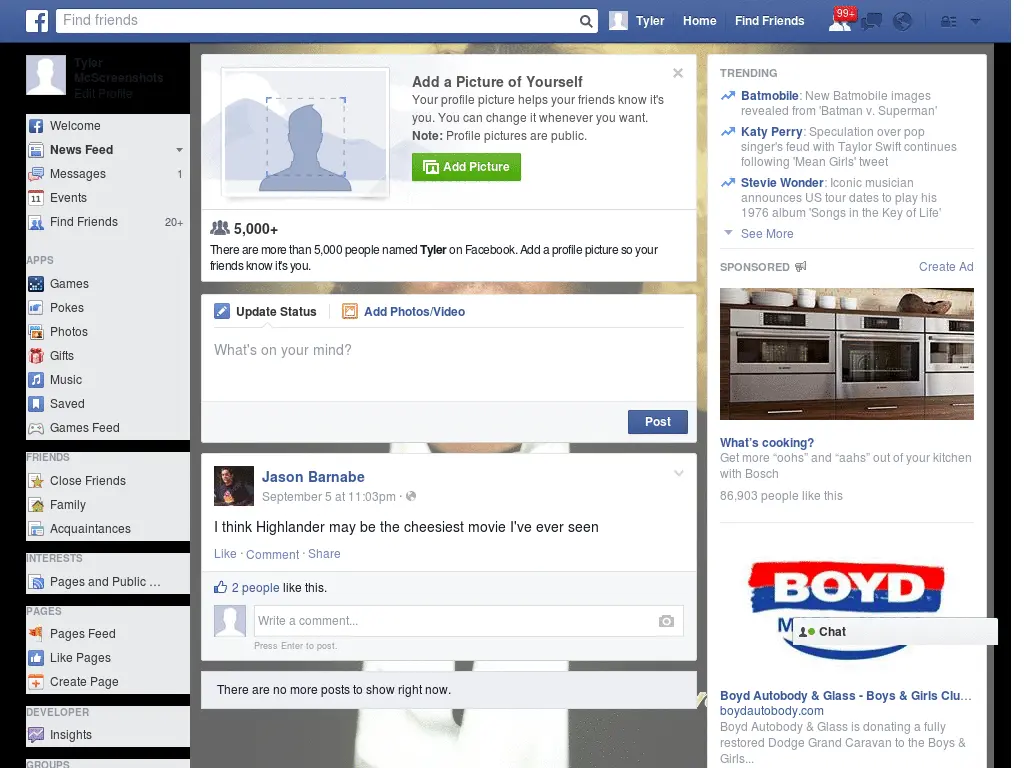 Find friends
Tyler
Home
Find Friends
99+
Tyler
McScreenshots
Edit Profile
Welcome
News Feed
Messages
1
11
Events
Find Friends
20+
APPS
Games
Pokes
Photos
Gifts
Music
Saved
Games Feed
FRIENDS
Close Friends
Family
Acquaintances
INTERESTS
Pages and Public ...
PAGES
Pages Feed
Like Pages
Create Page
DEVELOPER
Insights
GROUPS
Add a Picture of Yourself
Your profile picture helps your friends know it's
you. You can change it whenever you want.
Note: Profile pictures are public.
Add Picture
5,000+
There are more than 5,000 people named Tyler on Facebook. Add a profile picture so your
friends know it's you.
Update Status
Add Photos/Video
What's on your mind?
Post
Jason Barnabe
September 5 at 11:03pm ·
I think Highlander may be the cheesiest movie I've ever seen
Like · Comment · Share
2 people like this.
Write a comment...
Press Enter to post.
There are no more posts to show right now.
TRENDING
Batmobile: New Batmobile images
revealed from 'Batman v. Superman'
Katy Perry: Speculation over pop
singer's feud with Taylor Swift continues
following 'Mean Girls' tweet
Stevie Wonder: Iconic musician
announces US tour dates to play his
1976 album 'Songs in the Key of Life'
See More
SPONSORED
Create Ad
What's cooking?
Get more “oohs” and “aahs” out of your kitchen
with Bosch
86,903 people like this
BOYD
Chat
Boyd Autobody & Glass - Boys & Girls Clu...
boydautobody.com
Boyd Autobody & Glass is donating a fully
restored Dodge Grand Caravan to the Boys &
Girls...